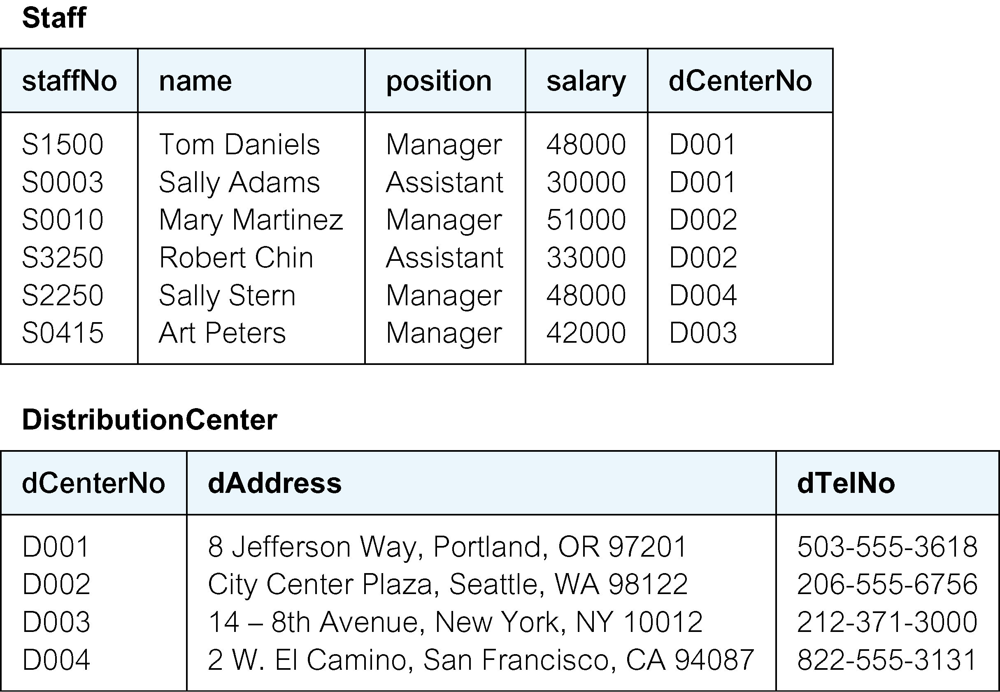 Staff
staffNo name position salary dCenterNo
S1500 Tom Daniels Manager 48000 D001
S0003 Sally Adams Assistant 30000 D001
S0010 Mary Martinez Manager 51000 D002
S3250 Robert Chin Assistant 33000 D002
S2250 Sally Stern Manager 48000 D004
S0415 Art Peters Manager 42000 D003
DistributionCenter
dCenterNo dAddress dTelNo
D001 8 Jefferson Way, Portland, OR 97201 503-555-3618
D002 City Center Plaza, Seattle, WA 98122 206-555-6756
D003 14 – 8th Avenue, New York, NY 10012 212-371-3000
D004 2 W. El Camino, San Francisco, CA 94087 822-555-3131